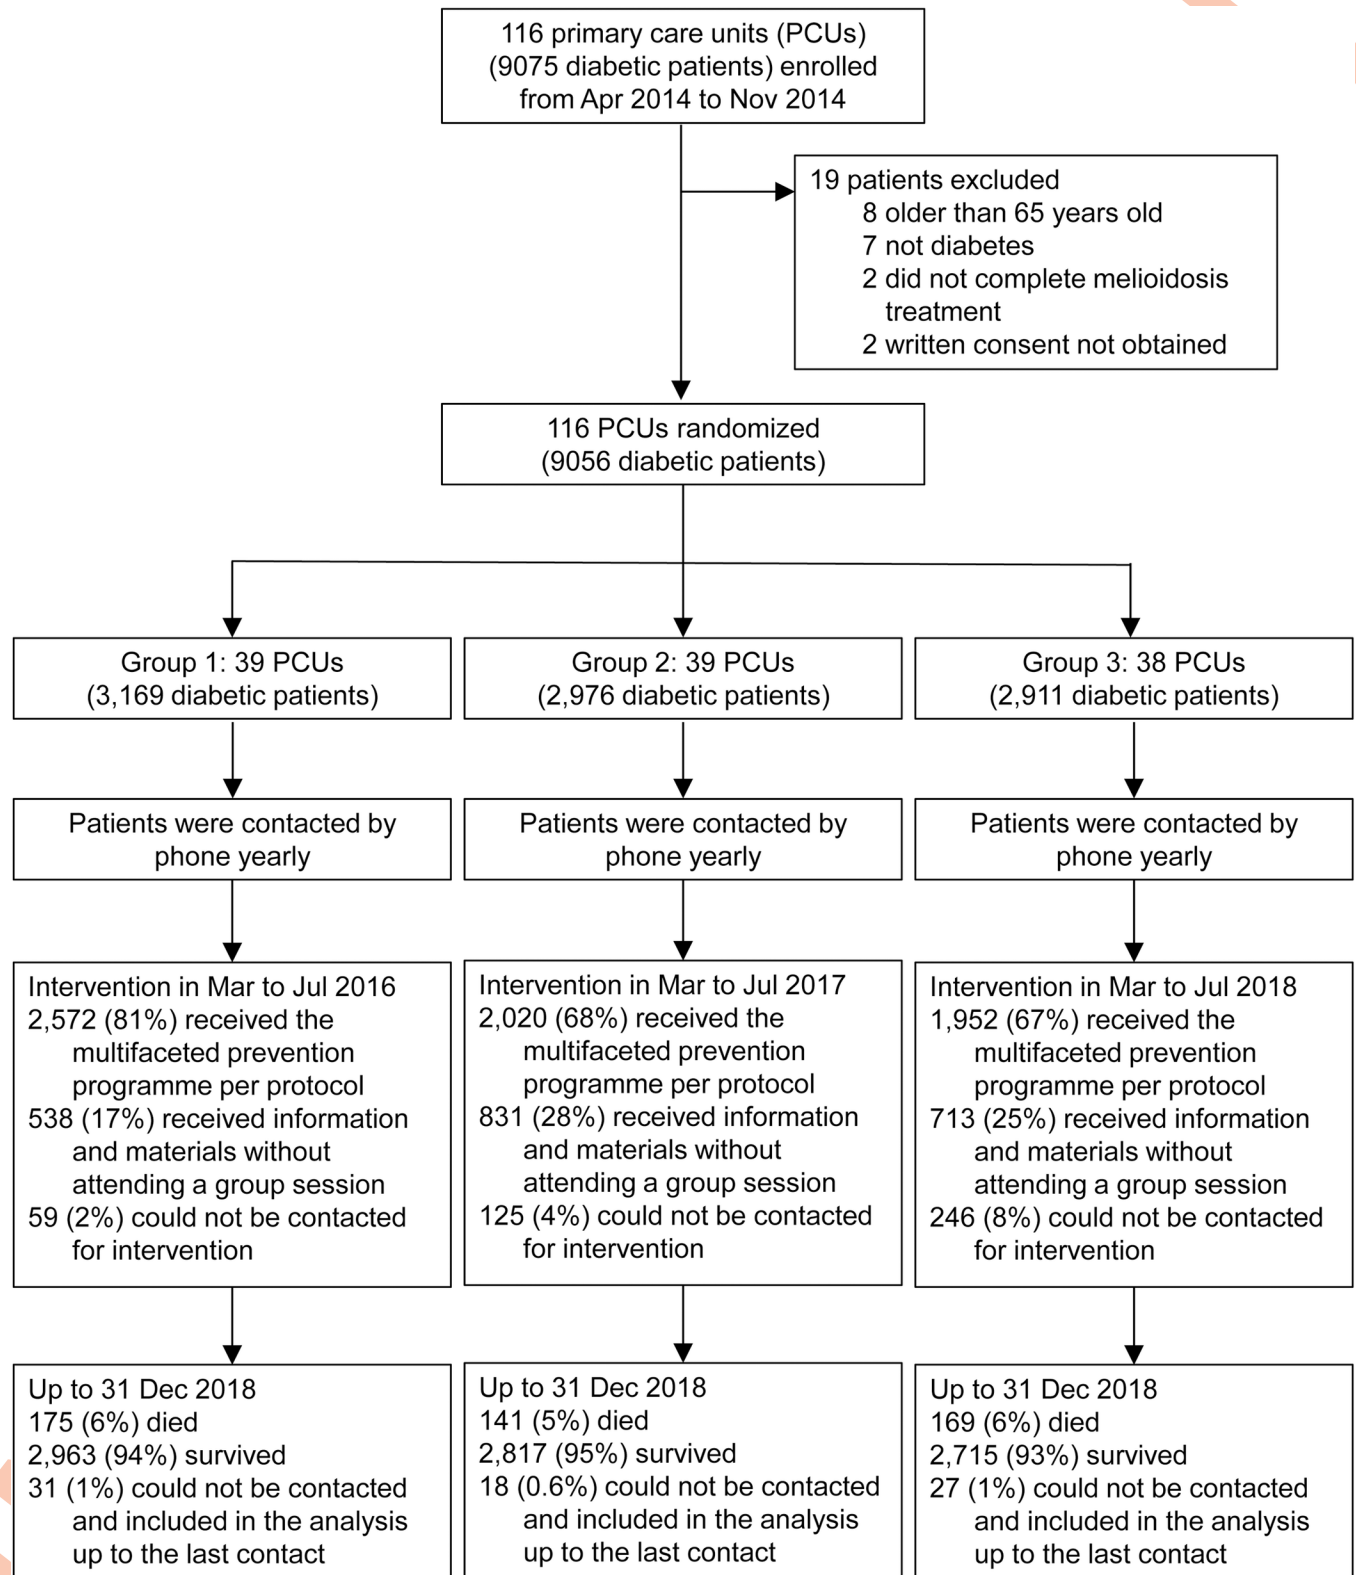 116 primary care units (PCUs)
(9075 diabetic patients) enrolled
from Apr 2014 to Nov 2014
19 patients excluded
8 older than 65 years old
7 not diabetes
2 did not complete melioidosis
treatment
2 written consent not obtained
116 PCUs randomized
(9056 diabetic patients)
Group 1: 39 PCUs
(3,169 diabetic patients)
Group 2: 39 PCUs
(2,976 diabetic patients)
Group 3: 38 PCUs
(2,911 diabetic patients)
Patients were contacted by
phone yearly
Patients were contacted by
phone yearly
Patients were contacted by
phone yearly
Intervention in Mar to Jul 2016
2,572 (81%) received the
multifaceted prevention
programme per protocol
538 (17%) received information
and materials without
attending a group session
59 (2%) could not be contacted
for intervention
Intervention in Mar to Jul 2017
2,020 (68%) received the
multifaceted prevention
programme per protocol
831 (28%) received information
and materials without
attending a group session
125 (4%) could not be contacted
for intervention
Intervention in Mar to Jul 2018
1,952 (67%) received the
multifaceted prevention
programme per protocol
713 (25%) received information
and materials without
attending a group session
246 (8%) could not be contacted
for intervention
Up to 31 Dec 2018
175 (6%) died
2,963 (94%) survived
31 (1%) could not be contacted
and included in the analysis
up to the last contact
Up to 31 Dec 2018
141 (5%) died
2,817 (95%) survived
18 (0.6%) could not be contacted
and included in the analysis
up to the last contact
Up to 31 Dec 2018
169 (6%) died
2,715 (93%) survived
27 (1%) could not be contacted
and included in the analysis
up to the last contact